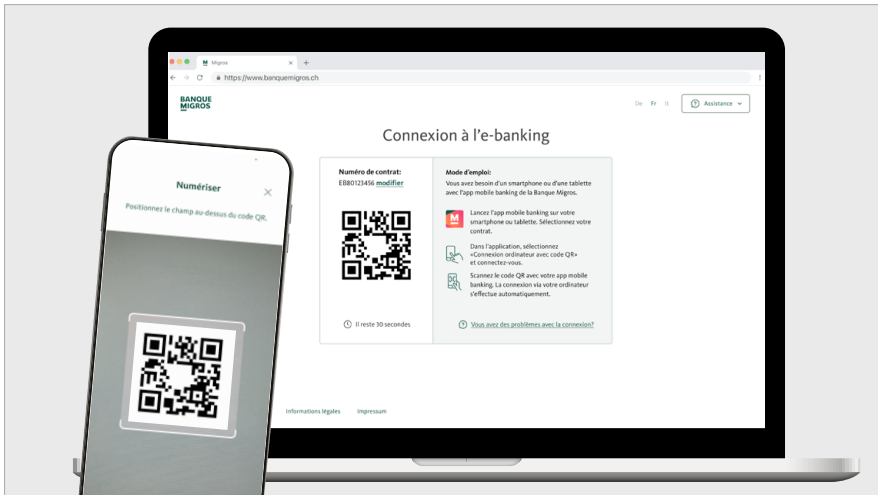 Migros
https://www.banquemigros.ch
BANQUE
MIGROS
De Fr It
Assistance
Connexion à l'e-banking
Numéro de contrat:
EB80123456 modifier
Il reste 30 secondes
Mode d'emploi:
Vous avez besoin d'un smartphone ou d'une tablette
avec l'app mobile banking de la Banque Migros.
M
Lancez l'app mobile banking sur votre
smartphone ou tablette. Sélectionnez votre
contrat.
Dans l'application, sélectionnez
«Connexion ordinateur avec code QR»
et connectez-vous.
Scannez le code QR avec votre app mobile
banking. La connexion via votre ordinateur
s'effectue automatiquement.
Vous avez des problèmes avec la connexion?
Informations légales Impressum
Numériser
Positionnez le champ au-dessus du code QR.